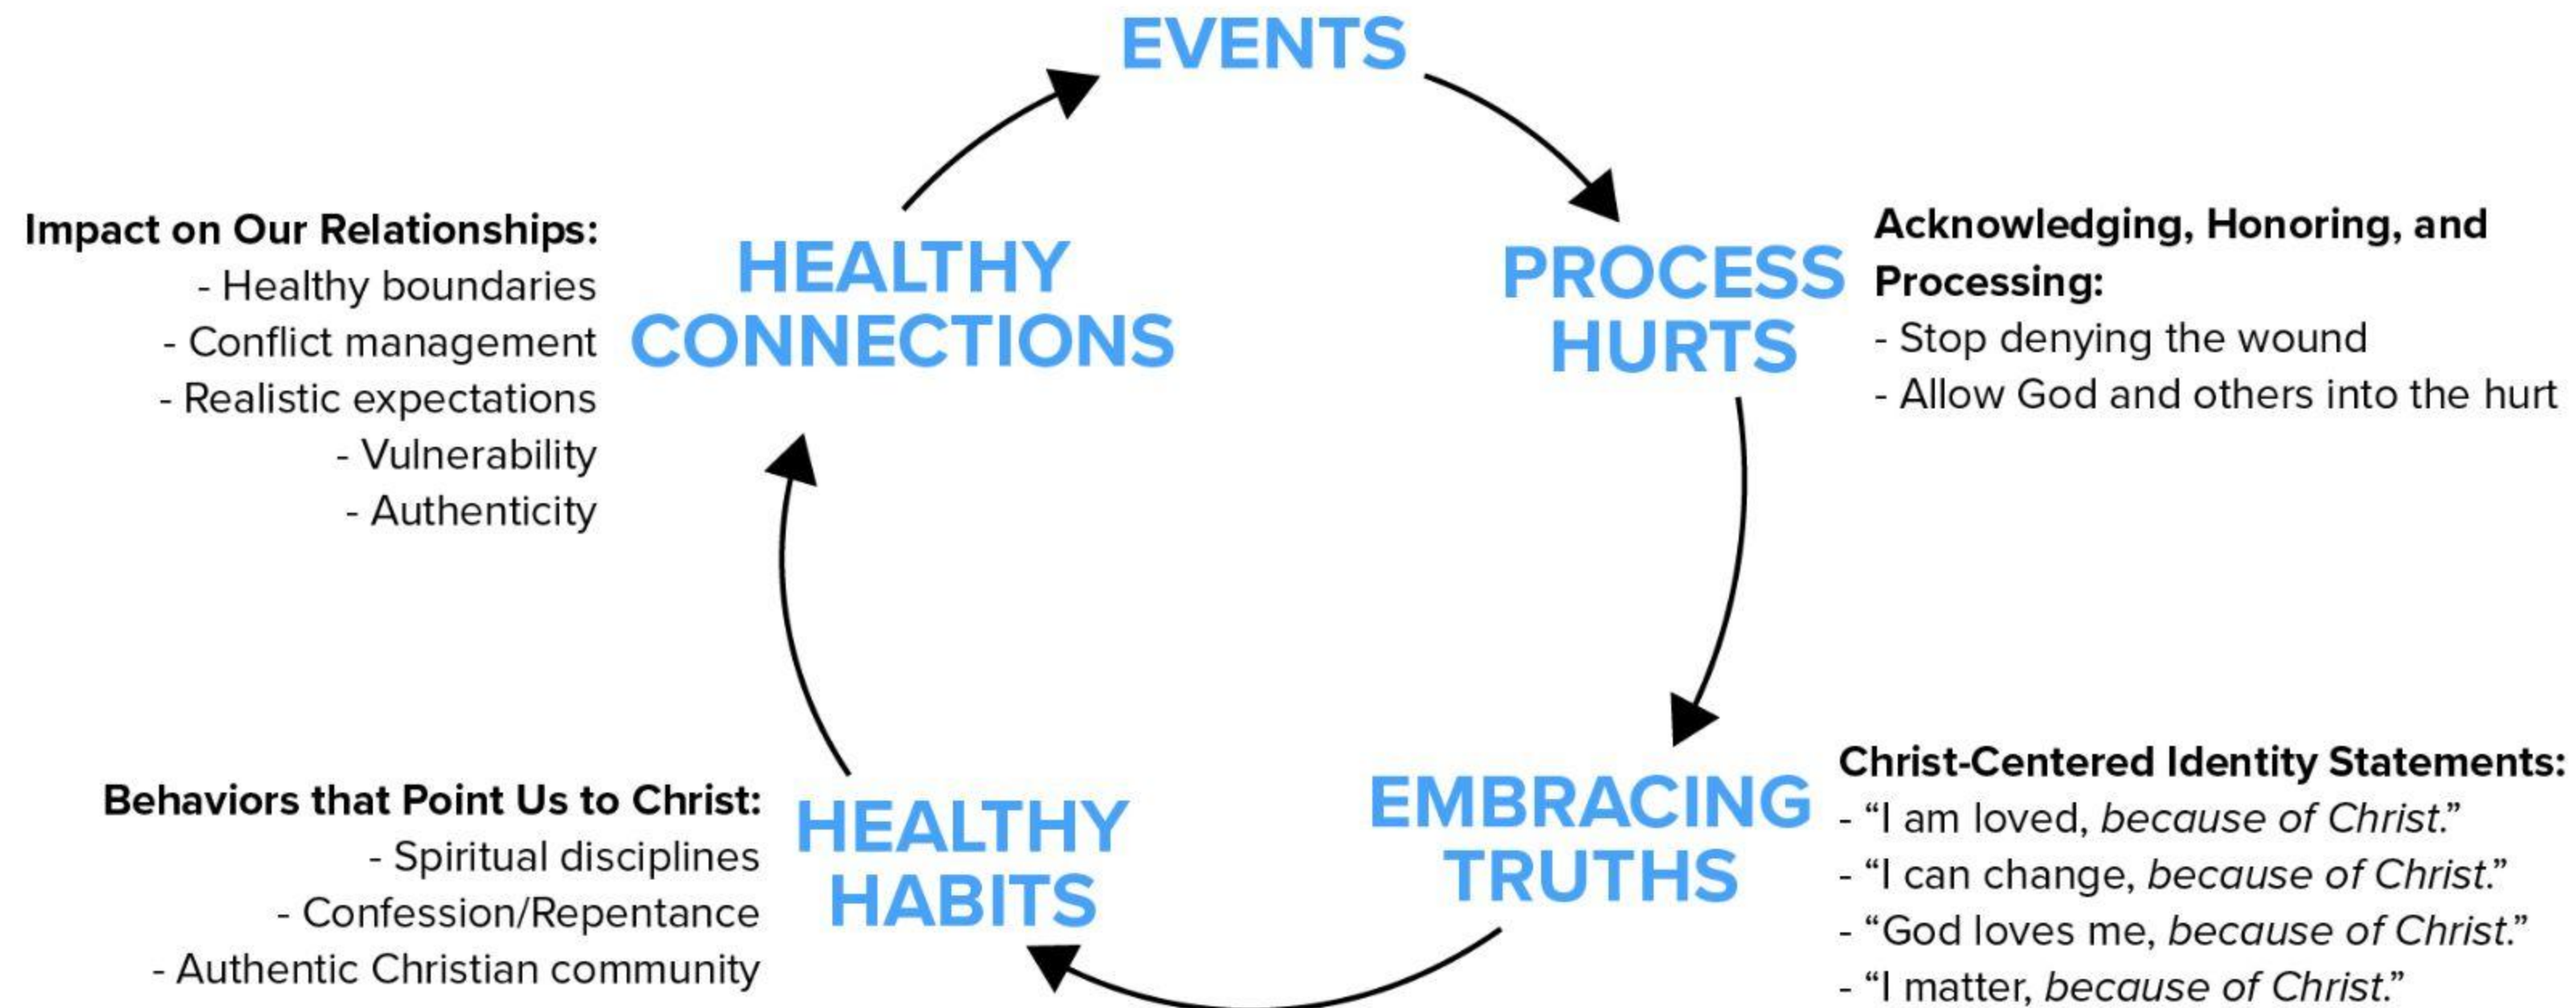 EVENTS
PROCESS
HURTS
Acknowledging, Honoring, and
Processing:
- Stop denying the wound
- Allow God and others into the hurt
EMBRACING
TRUTHS
Christ-Centered Identity Statements:
- “I am loved, because of Christ.”
- “I can change, because of Christ.”
- “God loves me, because of Christ.”
- “I matter, because of Christ.”
HEALTHY
HABITS
Behaviors that Point Us to Christ:
- Spiritual disciplines
- Confession/Repentance
- Authentic Christian community
HEALTHY
CONNECTIONS
Impact on Our Relationships:
- Healthy boundaries
- Conflict management
- Realistic expectations
- Vulnerability
- Authenticity